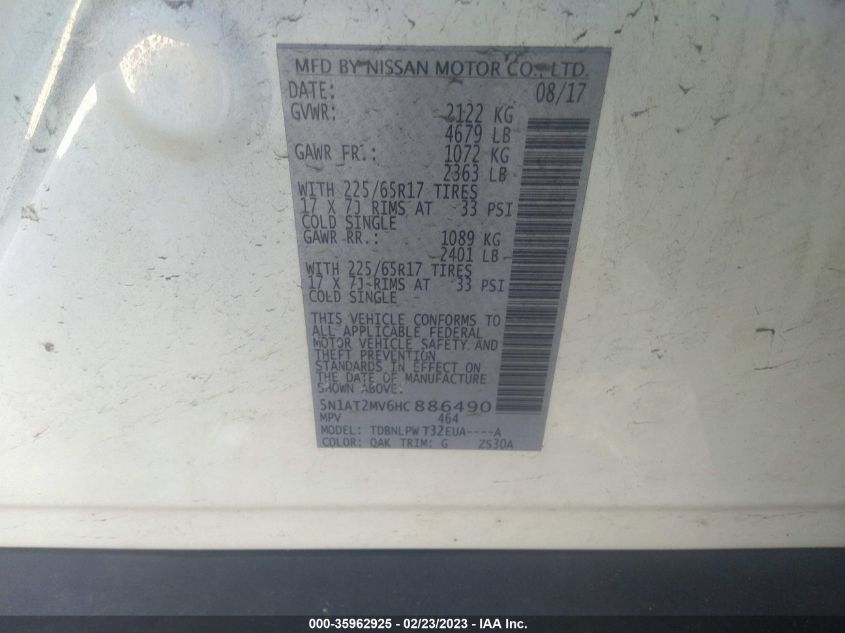 MFD BY NISSAN MOTOR CO., LTD.
DATE: 08/17
GVWR: 2122 KG
4679 LB
GAWR FR.: 1072 KG
2363 LB
WITH 225/65R17 TIRES
17 X 7J RIMS AT 33 PSI
COLD SINGLE
GAWR RR.: 1089 KG
2401 LB
WITH 225/65R17 TIRES
17 X 7J RIMS AT 33 PSI
COLD SINGLE
THIS VEHICLE CONFORMS TO
ALL APPLICABLE FEDERAL
MOTOR VEHICLE SAFETY AND
THEFT PREVENTION
STANDARDS IN EFFECT ON
THE DATE OF MANUFACTURE
SHOWN ABOVE.
5N1AT2MV6HC886490
MPV 464
MODEL: TDBNLPW T32EUA----A
COLOR: QAK TRIM: G ZS30A
000-35962925 - 02/23/2023 - IAA Inc.